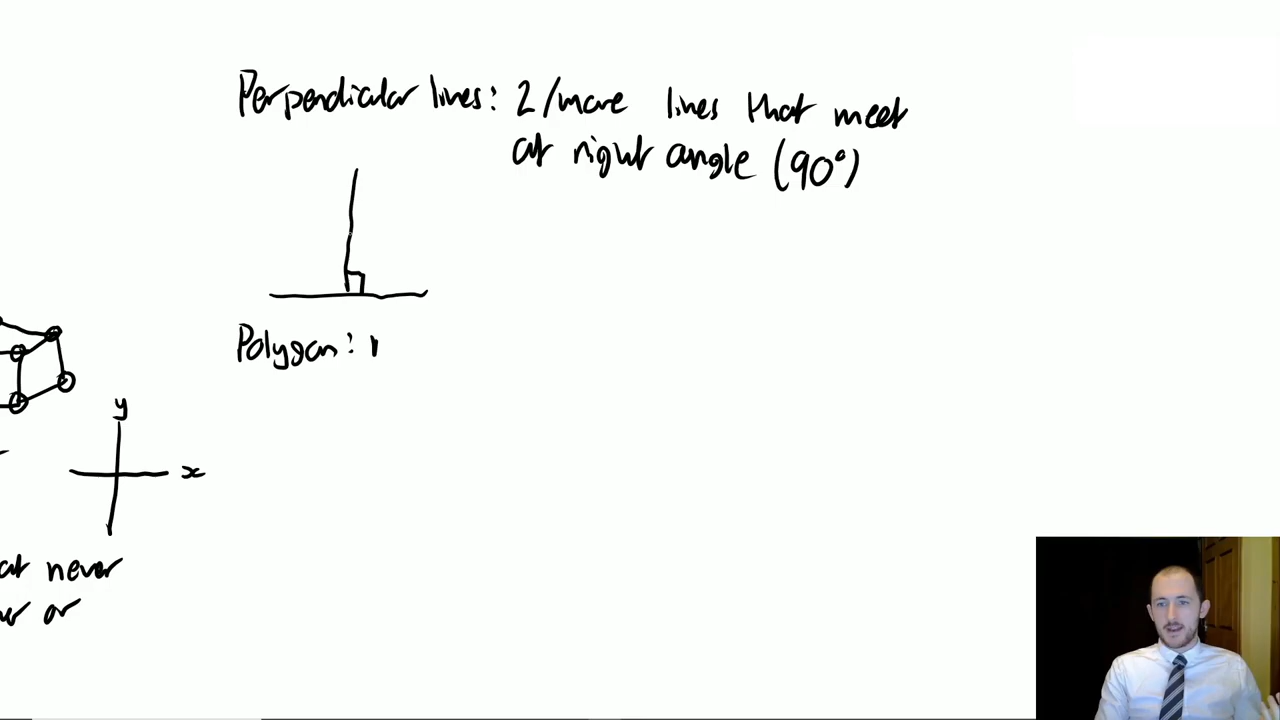 Perpendicular lines: 2/more lines that meet
at right angle (90°)
Polygon:
y
x
at never
or